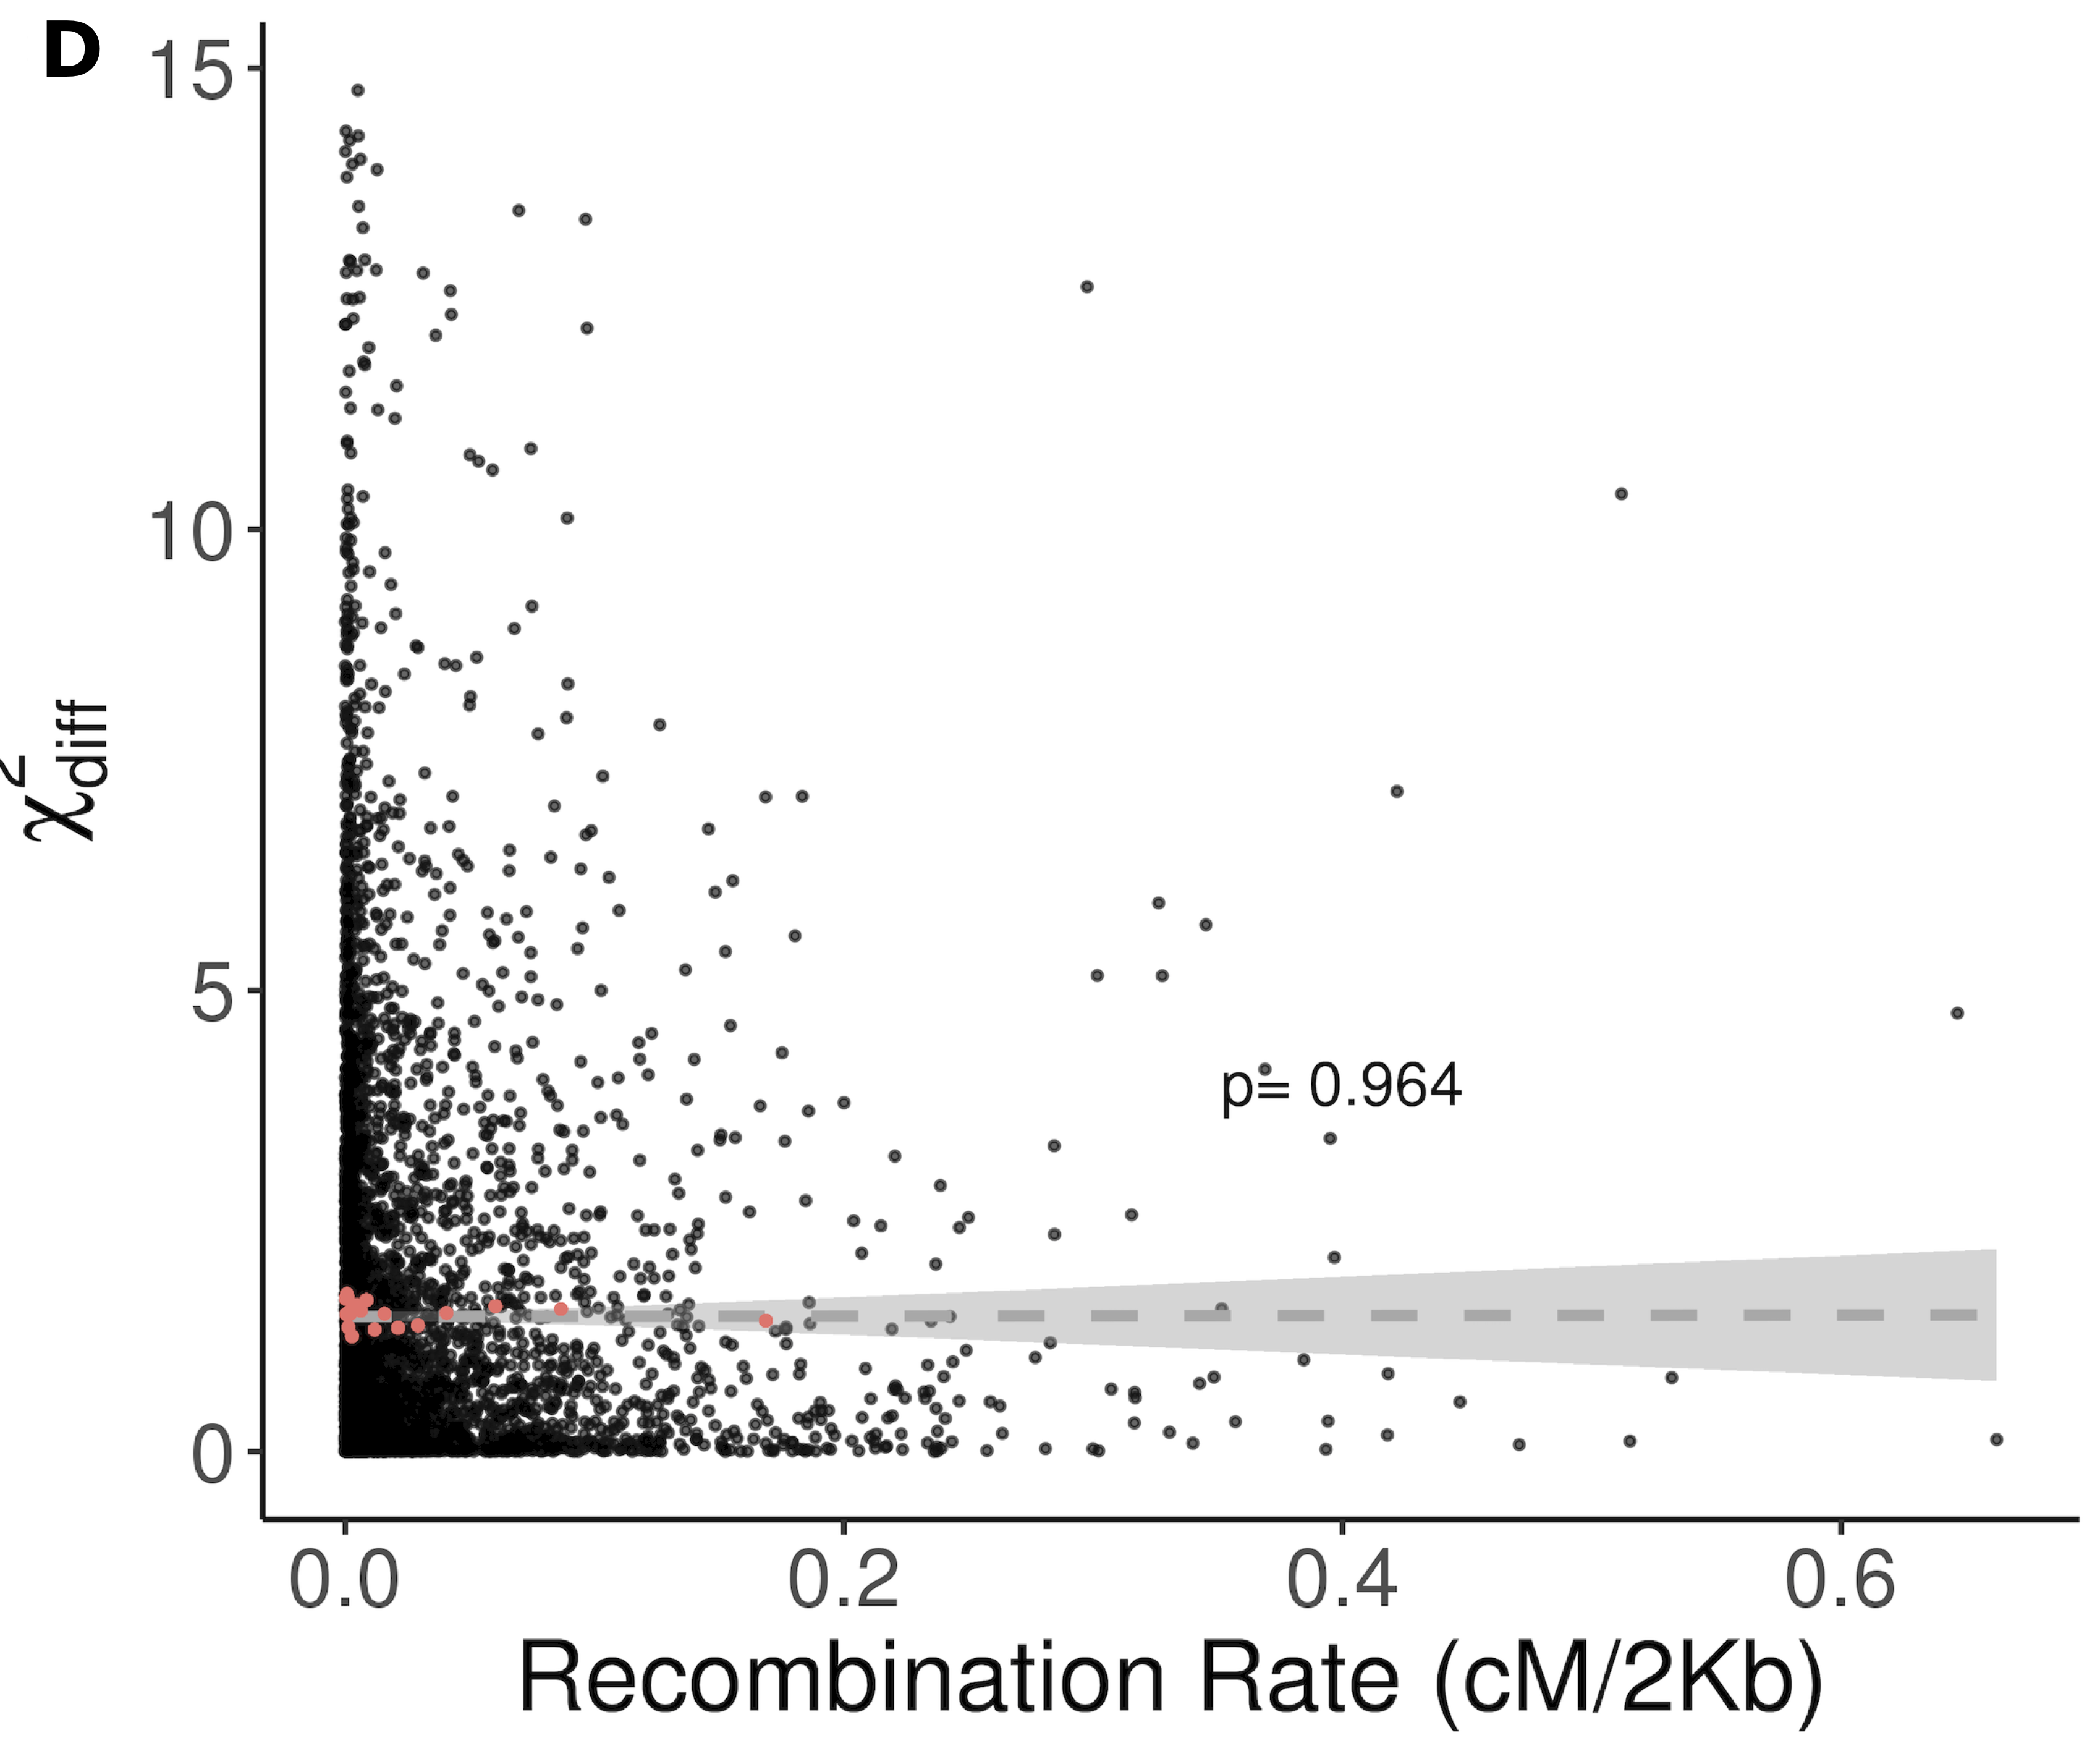 D
15
10
5
0
χ²diff
p= 0.964
0.0 0.2 0.4 0.6
Recombination Rate (cM/2Kb)